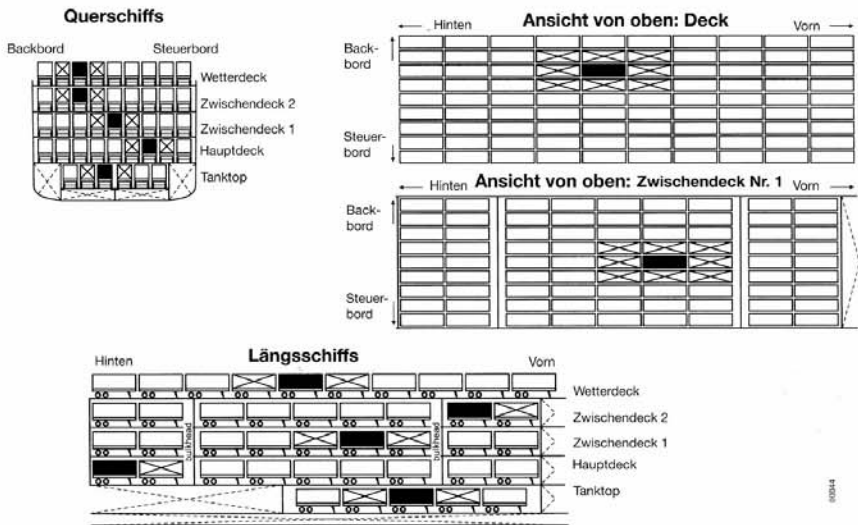 Querschiffs
Backbord Steuerbord
Wetterdeck
Zwischendeck 2
Zwischendeck 1
Hauptdeck
Tanktop
Ansicht von oben: Deck
Hinten Vorn
Back-
bord
Steuer-
bord
Ansicht von oben: Zwischendeck Nr. 1
Hinten Vorn
Back-
bord
Steuer-
bord
Längsschiffs
Hinten Vorn
Wetterdeck
Zwischendeck 2
Zwischendeck 1
Hauptdeck
Tanktop
bulkhead
bulkhead
00944